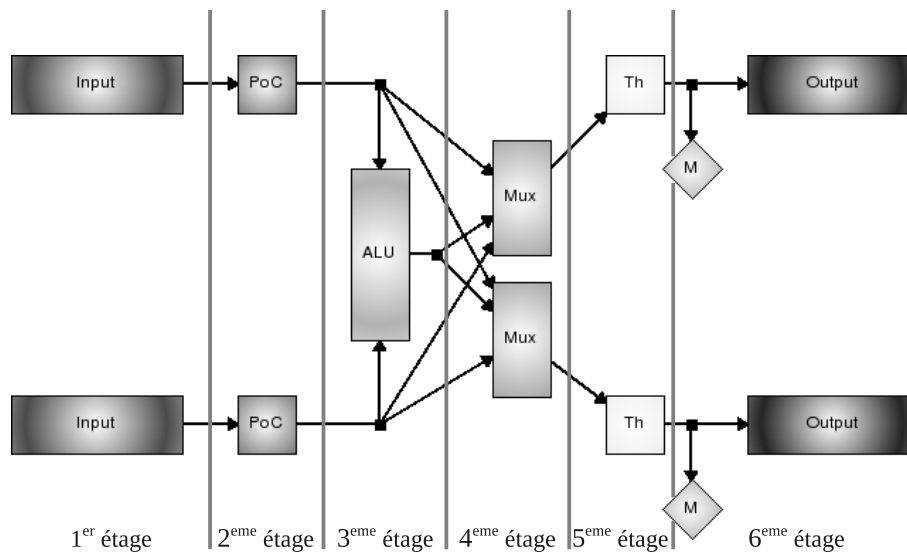 Input
PoC
Th
Output
M
Mux
ALU
Mux
Input
PoC
Th
Output
M
1er étage
2eme étage
3eme étage
4eme étage
5eme étage
6eme étage